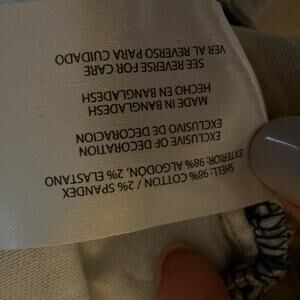 SHELL: 98% COTTON / 2% SPANDEX
EXTERIOR: 98% ALGODÓN, 2% ELASTANO
EXCLUSIVE OF DECORATION
EXCLUSIVO DE DECORACION
MADE IN BANGLADESH
HECHO EN BANGLADESH
SEE REVERSE FOR CARE
VER AL REVERSO PARA CUIDADO